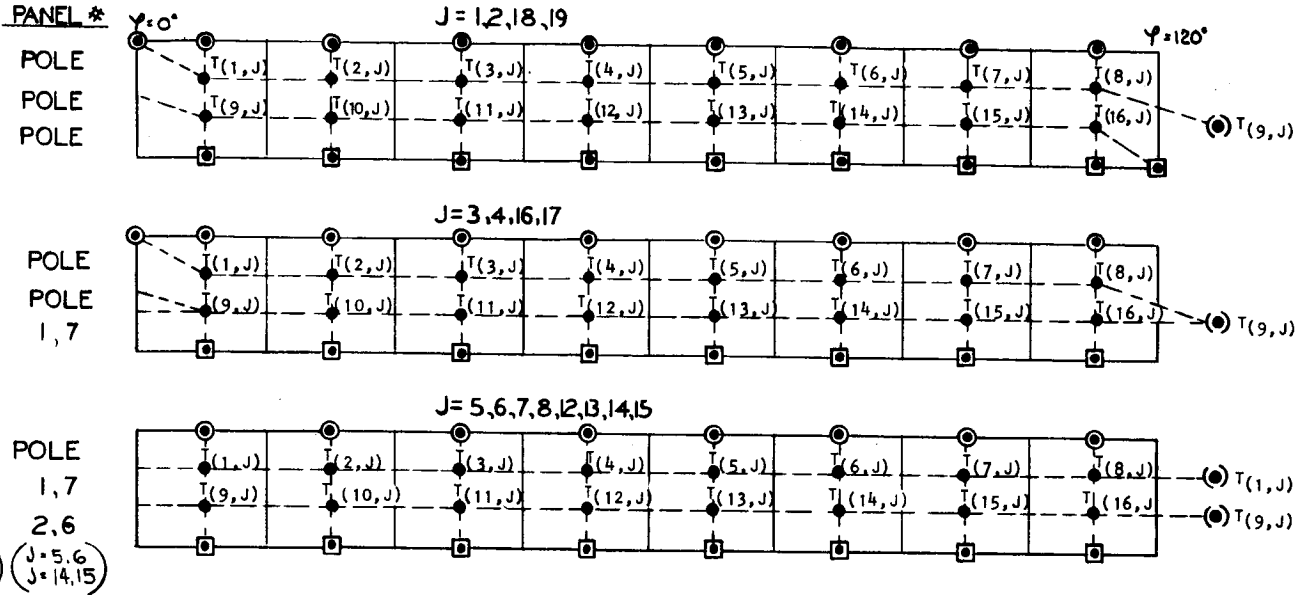 PANEL *
φ=0°
J = 1,2,18,19
φ=120°
POLE
POLE
POLE
T(1,J) T(2,J) T(3,J) T(4,J) T(5,J) T(6,J) T(7,J) T(8,J)
T(9,J) T(10,J) T(11,J) T(12,J) T(13,J) T(14,J) T(15,J) T(16,J)
T(9,J)
J=3,4,16,17
POLE
POLE
1,7
T(1,J) T(2,J) T(3,J) T(4,J) T(5,J) T(6,J) T(7,J) T(8,J)
T(9,J) T(10,J) T(11,J) T(12,J) T(13,J) T(14,J) T(15,J) T(16,J
T(9,J)
J= 5,6,7,8,12,13,14,15
POLE
1,7
2,6
(J=5,6
J=14,15)
T(1,J) T(2,J) T(3,J) T(4,J) T(5,J) T(6,J) T(7,J) T(8,J) T(1,J)
T(9,J) T(10,J) T(11,J) T(12,J) T(13,J) T(14,J) T(15,J) T(16,J T(9,J)